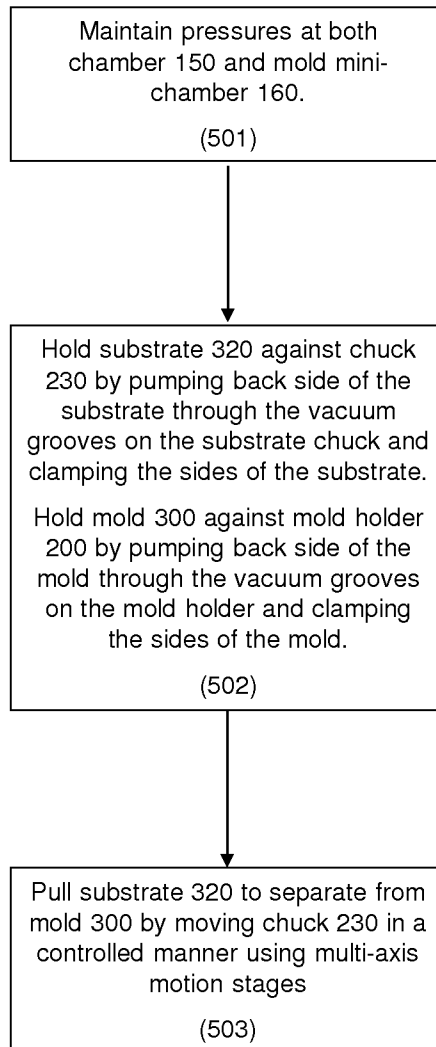 Maintain pressures at both
chamber 150 and mold mini-
chamber 160.
(501)
Hold substrate 320 against chuck
230 by pumping back side of the
substrate through the vacuum
grooves on the substrate chuck and
clamping the sides of the substrate.
Hold mold 300 against mold holder
200 by pumping back side of the
mold through the vacuum grooves
on the mold holder and clamping
the sides of the mold.
(502)
Pull substrate 320 to separate from
mold 300 by moving chuck 230 in a
controlled manner using multi-axis
motion stages
(503)